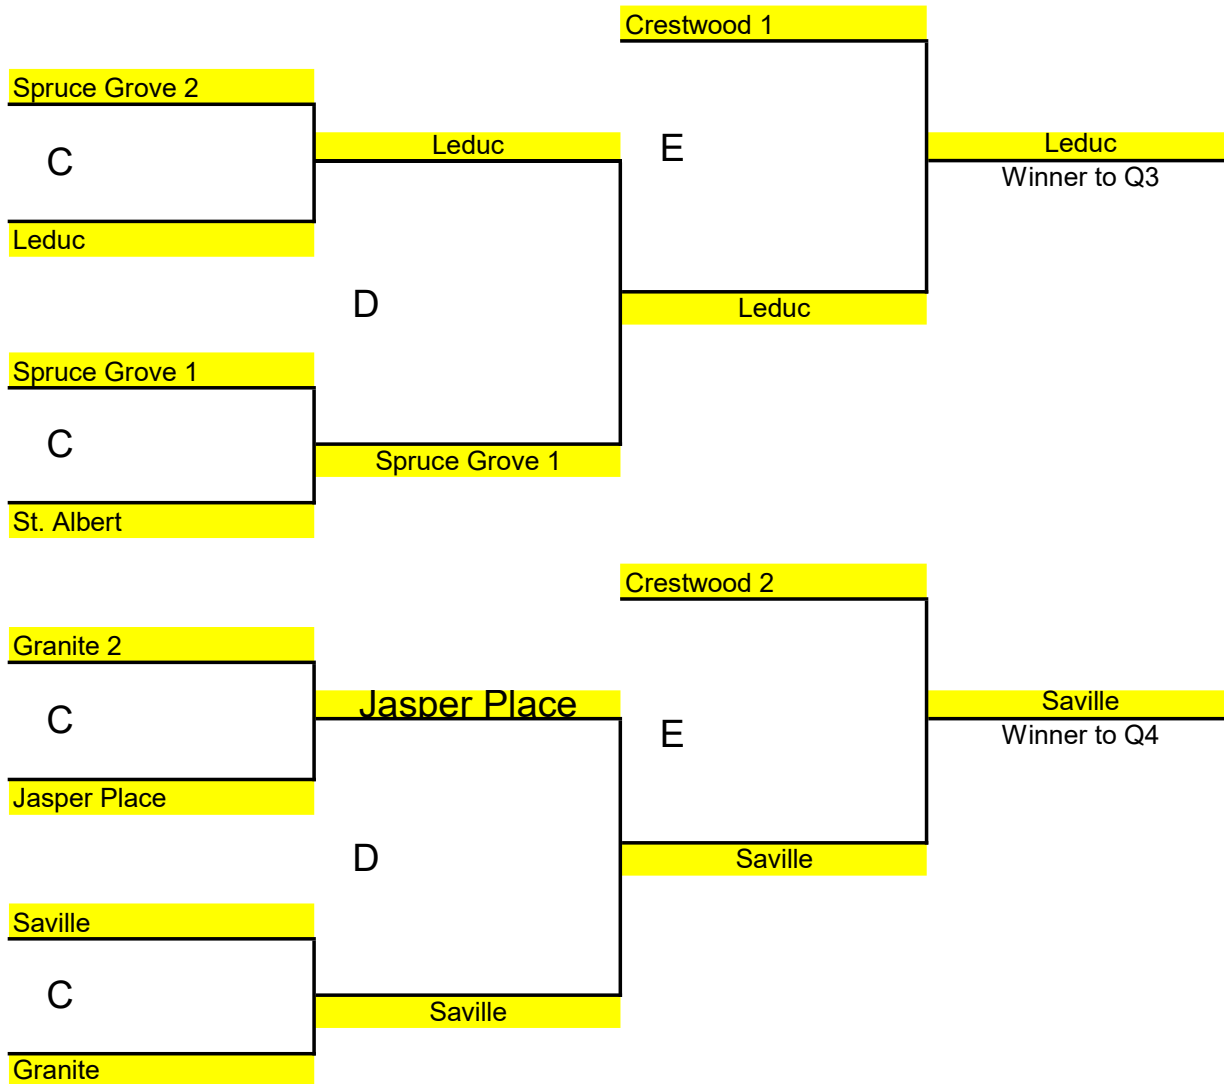 Crestwood 1
Spruce Grove 2
Leduc
E
Leduc
C
Winner to Q3
Leduc
D
Leduc
Spruce Grove 1
C
Spruce Grove 1
St. Albert
Crestwood 2
Granite 2
Jasper Place
Saville
C
E
Winner to Q4
Jasper Place
D
Saville
Saville
C
Saville
Granite